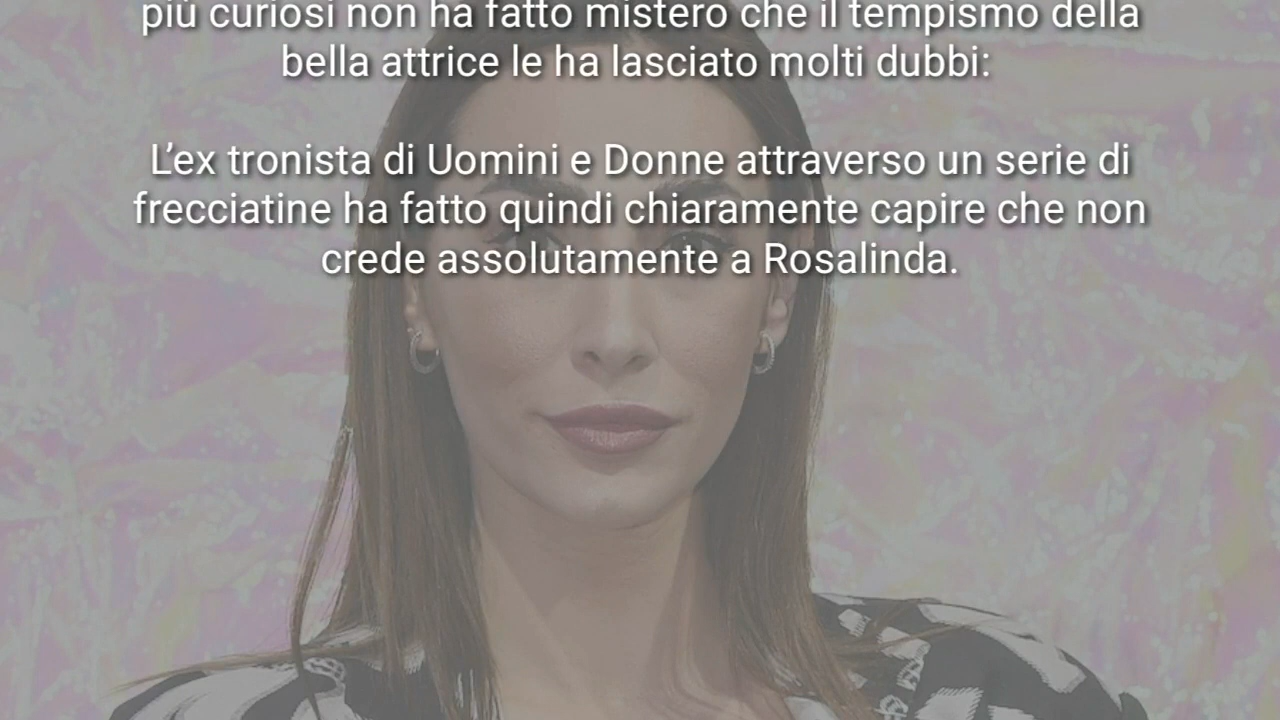 più curiosi non ha fatto mistero che il tempismo della
bella attrice le ha lasciato molti dubbi:
L’ex tronista di Uomini e Donne attraverso un serie di
frecciatine ha fatto quindi chiaramente capire che non
crede assolutamente a Rosalinda.